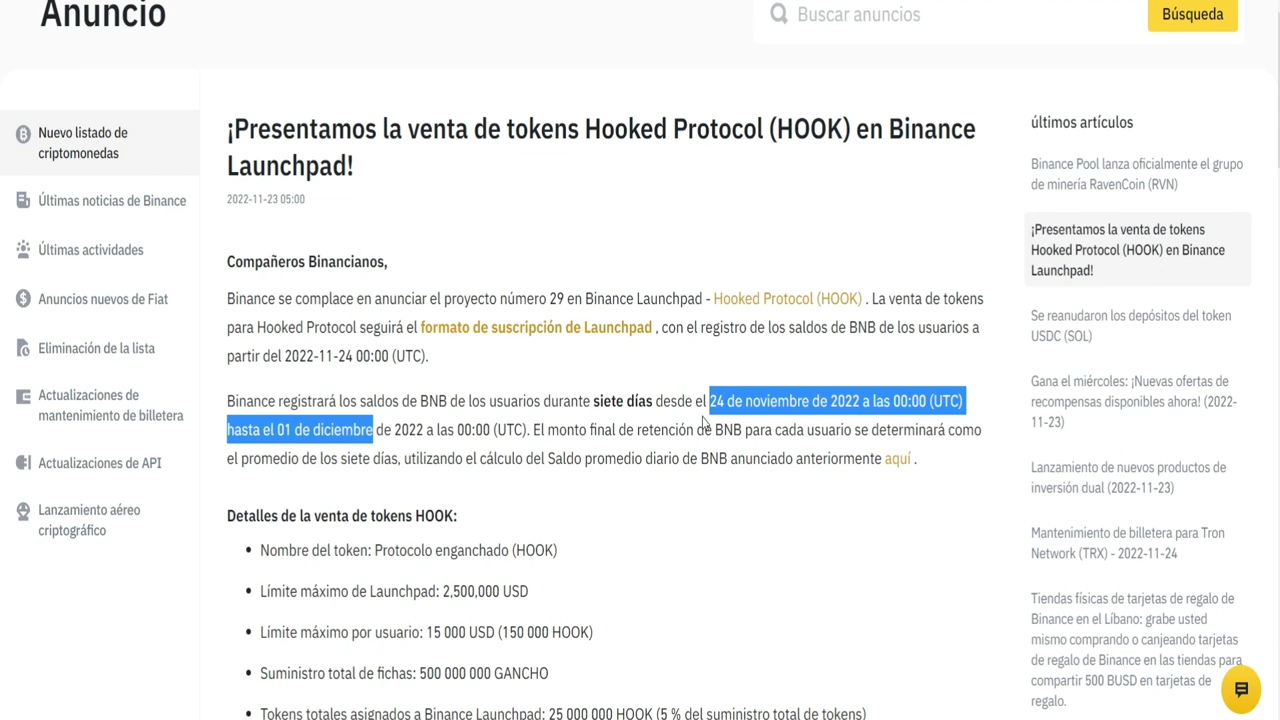 Anuncio
Buscar anuncios
Búsqueda
Nuevo listado de
criptomonedas
Últimas noticias de Binance
Últimas actividades
Anuncios nuevos de Fiat
Eliminación de la lista
Actualizaciones de
mantenimiento de billetera
Actualizaciones de API
Lanzamiento aéreo
criptográfico
¡Presentamos la venta de tokens Hooked Protocol (HOOK) en Binance
Launchpad!
2022-11-23 05:00
Compañeros Binancianos,
Binance se complace en anunciar el proyecto número 29 en Binance Launchpad - Hooked Protocol (HOOK) . La venta de tokens
para Hooked Protocol seguirá el formato de suscripción de Launchpad , con el registro de los saldos de BNB de los usuarios a
partir del 2022-11-24 00:00 (UTC).
Binance registrará los saldos de BNB de los usuarios durante siete días desde el 24 de noviembre de 2022 a las 00:00 (UTC)
hasta el 01 de diciembre de 2022 a las 00:00 (UTC). El monto final de retención de BNB para cada usuario se determinará como
el promedio de los siete días, utilizando el cálculo del Saldo promedio diario de BNB anunciado anteriormente aquí .
Detalles de la venta de tokens HOOK:
• Nombre del token: Protocolo enganchado (HOOK)
• Límite máximo de Launchpad: 2,500,000 USD
• Límite máximo por usuario: 15 000 USD (150 000 HOOK)
• Suministro total de fichas: 500 000 000 GANCHO
• Tokens totales asignados a Binance Launchpad: 25 000 000 HOOK (5 % del suministro total de tokens)
últimos artículos
Binance Pool lanza oficialmente el grupo
de minería RavenCoin (RVN)
¡Presentamos la venta de tokens
Hooked Protocol (HOOK) en Binance
Launchpad!
Se reanudaron los depósitos del token
USDC (SOL)
Gana el miércoles: ¡Nuevas ofertas de
recompensas disponibles ahora! (2022-
11-23)
Lanzamiento de nuevos productos de
inversión dual (2022-11-23)
Mantenimiento de billetera para Tron
Network (TRX) - 2022-11-24
Tiendas físicas de tarjetas de regalo de
Binance en el Líbano: grabe usted
mismo comprando o canjeando tarjetas
de regalo de Binance en las tiendas para
compartir 500 BUSD en tarjetas de
regalo.